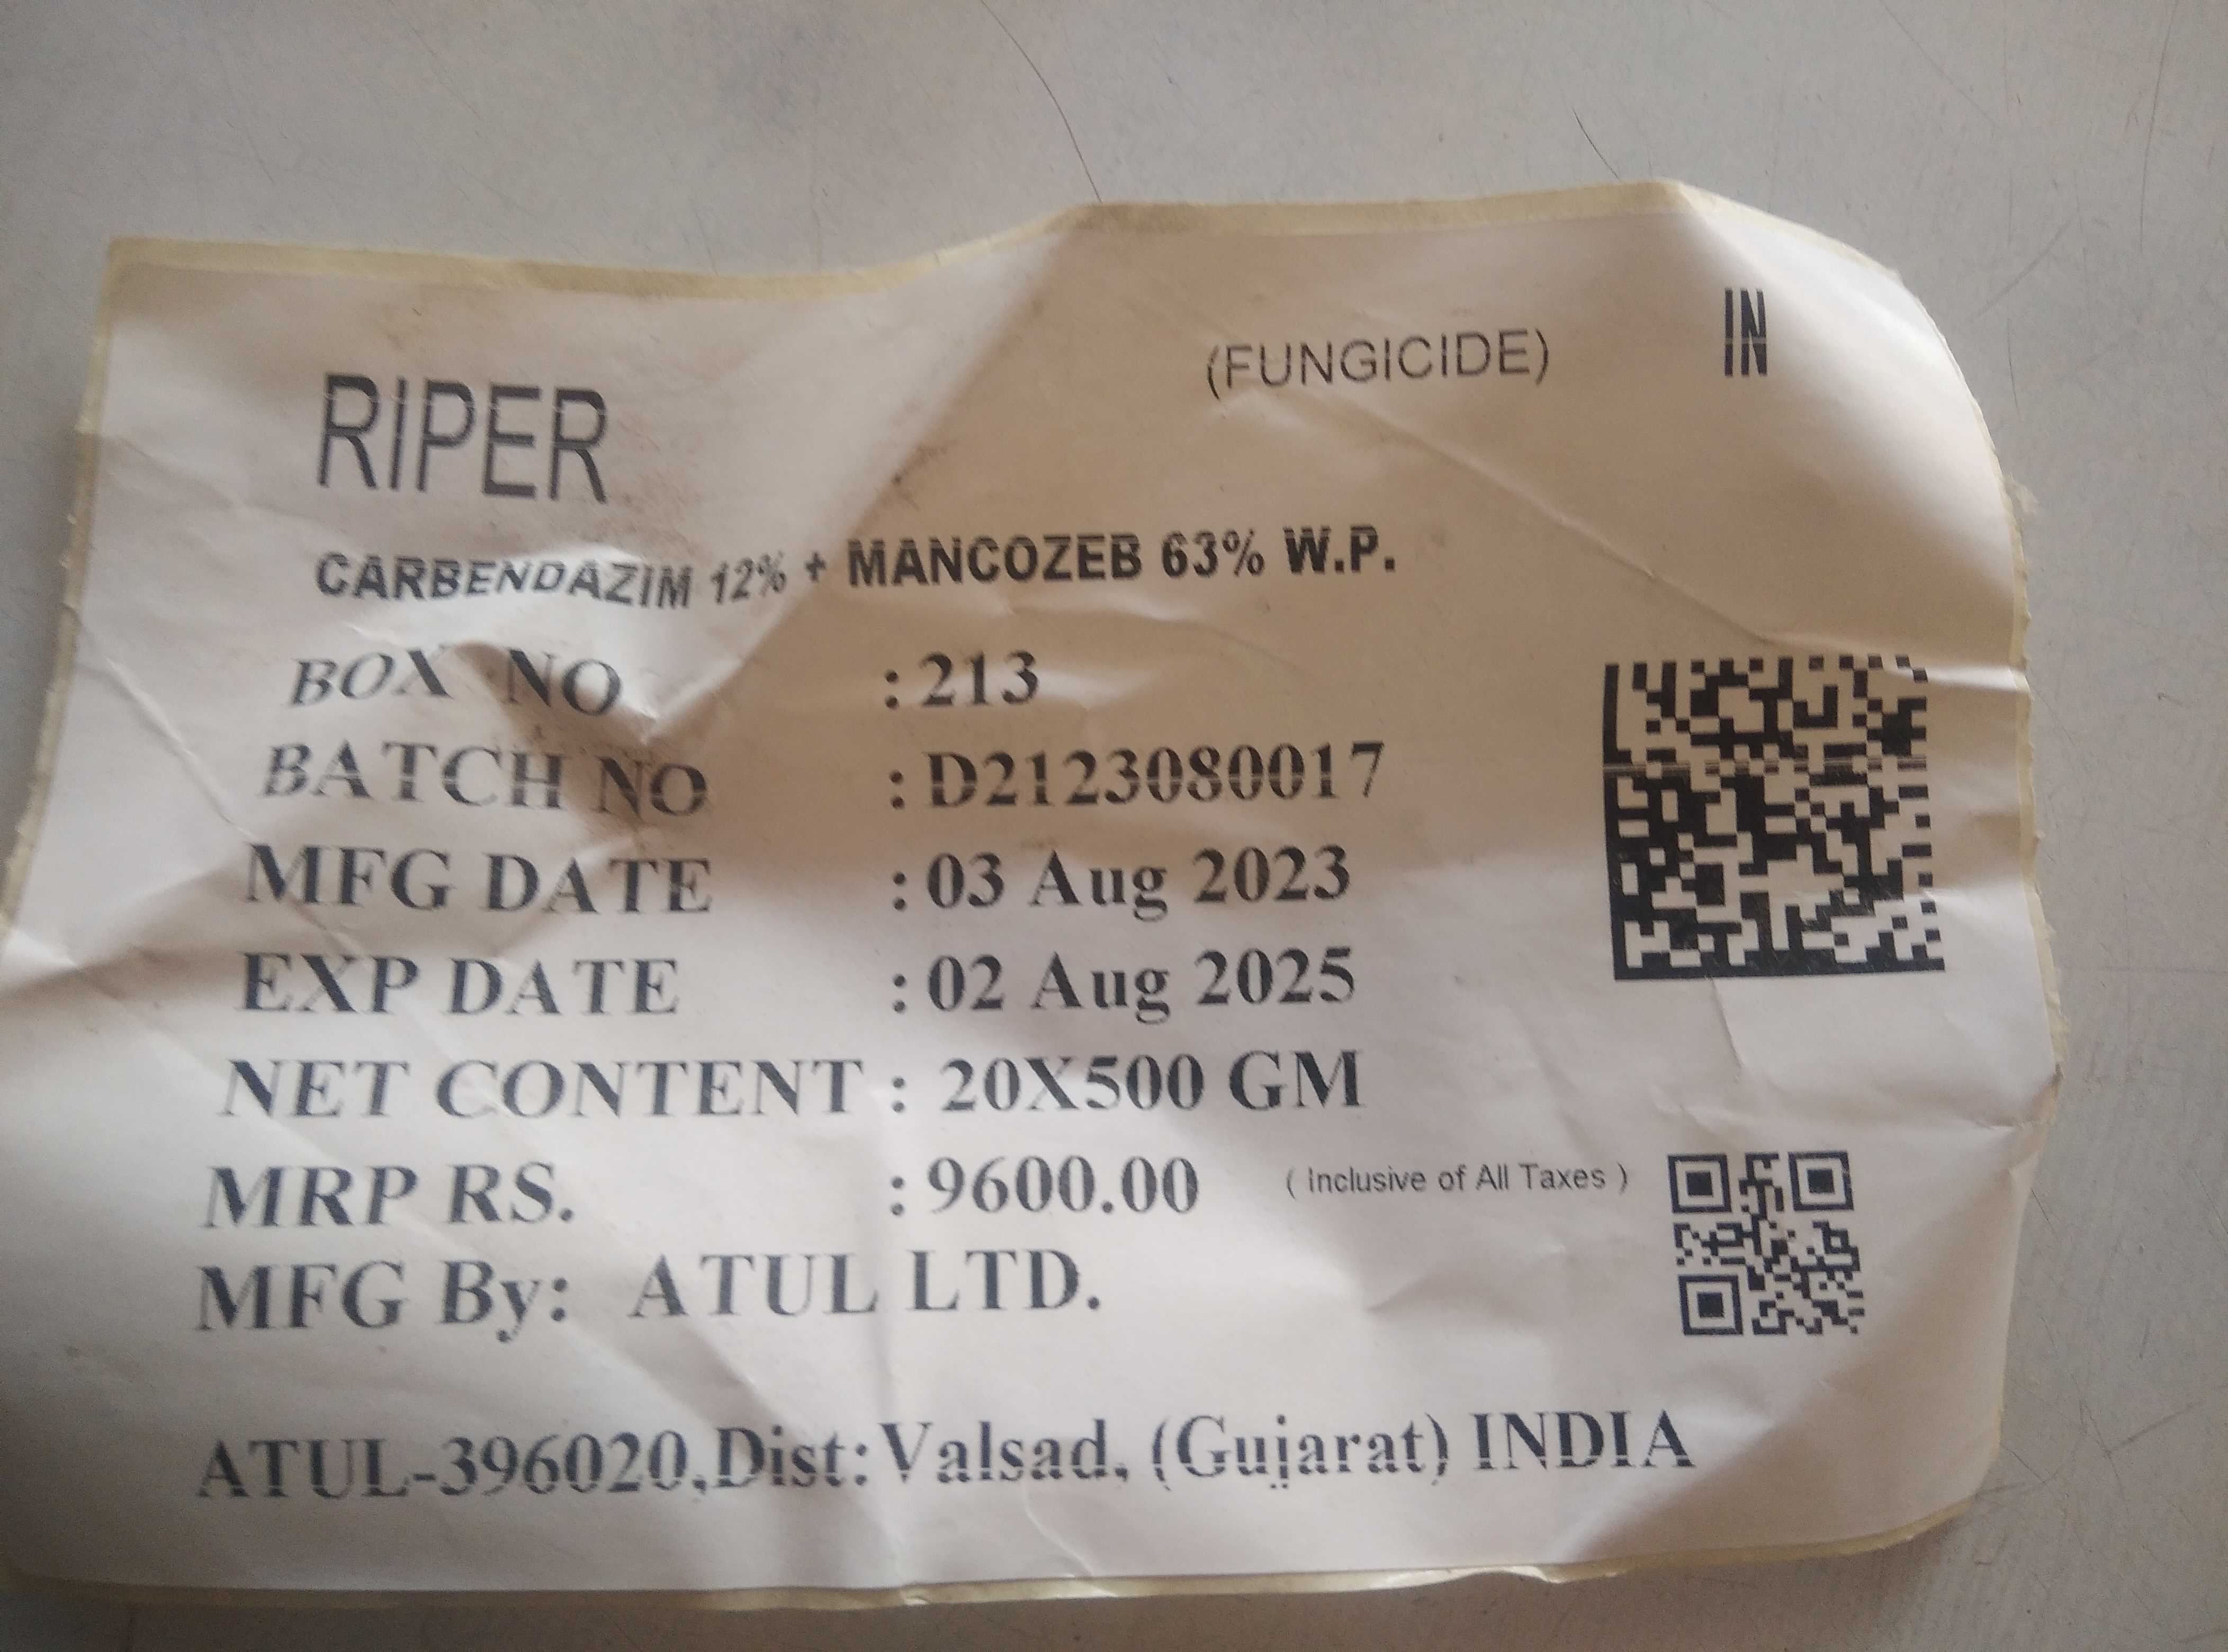 (FUNGICIDE) IN
RIPER
CARBENDAZIM 12% + MANCOZEB 63% W.P.
BOX NO : 213
BATCH NO : D2123080017
MFG DATE : 03 Aug 2023
EXP DATE : 02 Aug 2025
NET CONTENT : 20X500 GM
MRP RS. : 9600.00 ( Inclusive of All Taxes )
MFG By: ATUL LTD.
ATUL-396020,Dist:Valsad, (Gujarat) INDIA